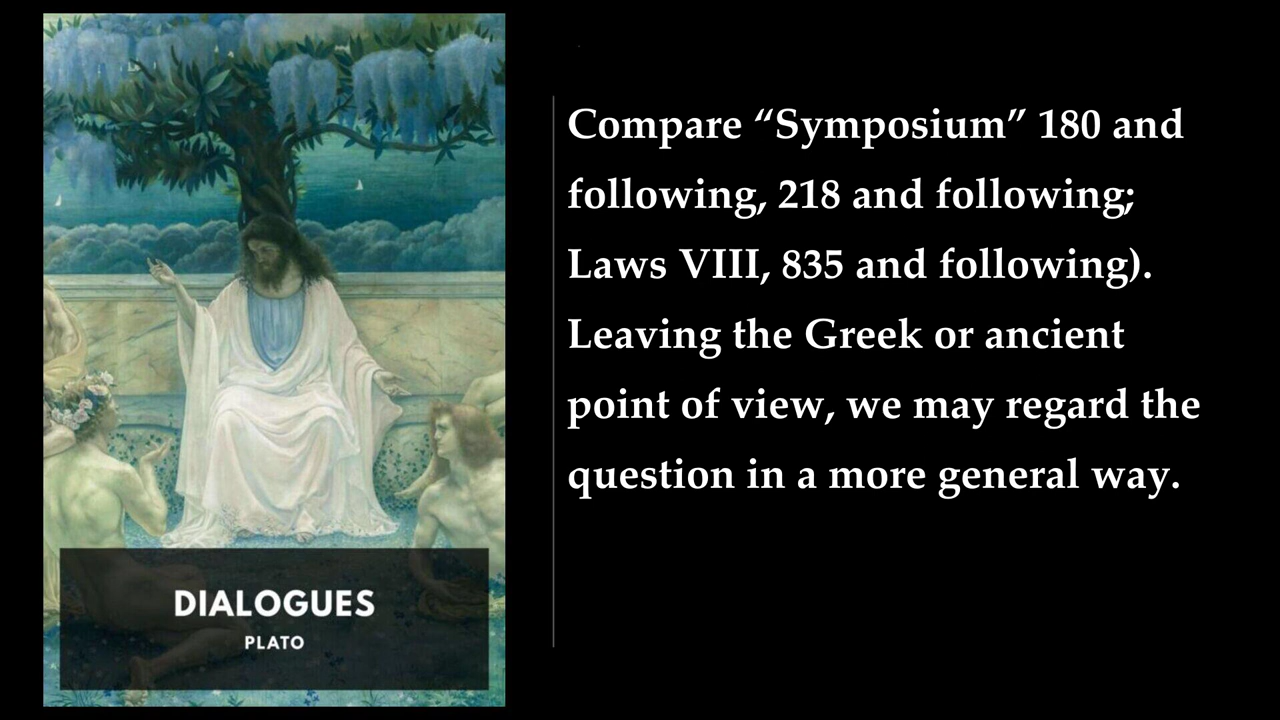 Compare “Symposium” 180 and
following, 218 and following;
Laws VIII, 835 and following).
Leaving the Greek or ancient
point of view, we may regard the
question in a more general way.
DIALOGUES
PLATO